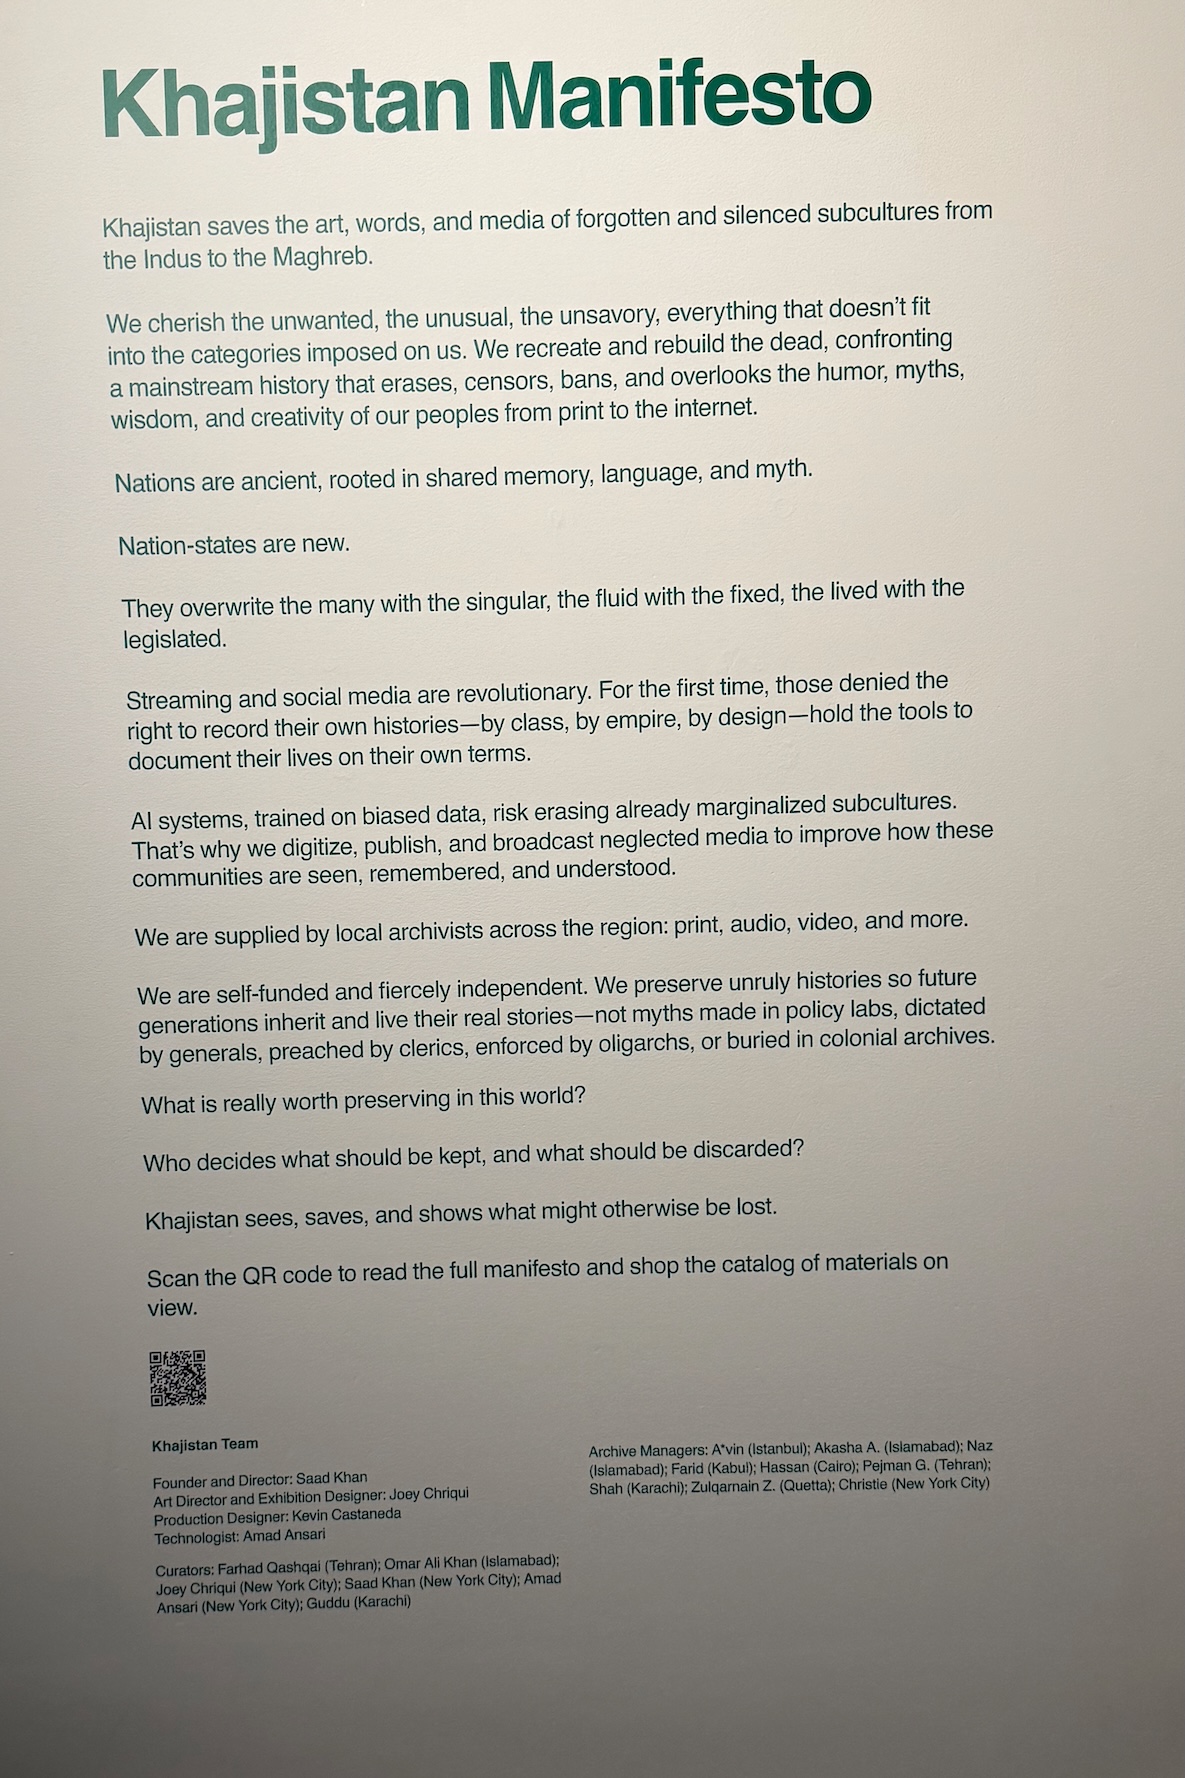 Khajistan Manifesto
Khajistan saves the art, words, and media of forgotten and silenced subcultures from
the Indus to the Maghreb.
We cherish the unwanted, the unusual, the unsavory, everything that doesn't fit
into the categories imposed on us. We recreate and rebuild the dead, confronting
a mainstream history that erases, censors, bans, and overlooks the humor, myths,
wisdom, and creativity of our peoples from print to the internet.
Nations are ancient, rooted in shared memory, language, and myth.
Nation-states are new.
They overwrite the many with the singular, the fluid with the fixed, the lived with the
legislated.
Streaming and social media are revolutionary. For the first time, those denied the
right to record their own histories—by class, by empire, by design—hold the tools to
document their lives on their own terms.
AI systems, trained on biased data, risk erasing already marginalized subcultures.
That's why we digitize, publish, and broadcast neglected media to improve how these
communities are seen, remembered, and understood.
We are supplied by local archivists across the region: print, audio, video, and more.
We are self-funded and fiercely independent. We preserve unruly histories so future
generations inherit and live their real stories—not myths made in policy labs, dictated
by generals, preached by clerics, enforced by oligarchs, or buried in colonial archives.
What is really worth preserving in this world?
Who decides what should be kept, and what should be discarded?
Khajistan sees, saves, and shows what might otherwise be lost.
Scan the QR code to read the full manifesto and shop the catalog of materials on
view.
Khajistan Team
Founder and Director: Saad Khan
Art Director and Exhibition Designer: Joey Chriqui
Production Designer: Kevin Castaneda
Technologist: Amad Ansari
Curators: Farhad Qashqai (Tehran); Omar Ali Khan (Islamabad);
Joey Chriqui (New York City); Saad Khan (New York City); Amad
Ansari (New York City); Guddu (Karachi)
Archive Managers: A*vin (Istanbul); Akasha A. (Islamabad); Naz
(Islamabad); Farid (Kabul); Hassan (Cairo); Pejman G. (Tehran);
Shah (Karachi); Zulqarnain Z. (Quetta); Christie (New York City)